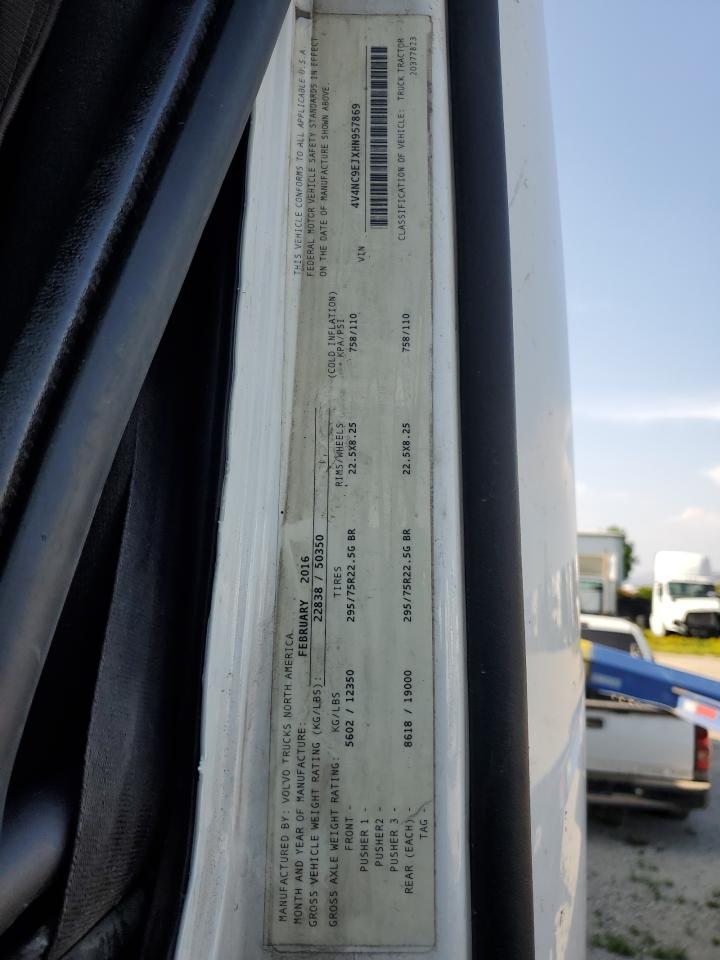 MANUFACTURED BY: VOLVO TRUCKS NORTH AMERICA.
MONTH AND YEAR OF MANUFACTURE: FEBRUARY 2016
GROSS VEHICLE WEIGHT RATING (KG/LBS): 22838 / 50350
GROSS AXLE WEIGHT RATING: KG/LBS TIRES RIMS/WHEELS (COLD INFLATION) KPA/PSI
FRONT - 5602 / 12350 295/75R22.5G BR 22.5X8.25 758/110
PUSHER 1 -
PUSHER2 -
PUSHER 3 -
REAR (EACH) - 8618 / 19000 295/75R22.5G BR 22.5X8.25 758/110
TAG -
THIS VEHICLE CONFORMS TO ALL APPLICABLE U.S.A.
FEDERAL MOTOR VEHICLE SAFETY STANDARDS IN EFFECT
ON THE DATE OF MANUFACTURE SHOWN ABOVE.
VIN 4V4NC9EJXHN957869
CLASSIFICATION OF VEHICLE: TRUCK TRACTOR
20377823